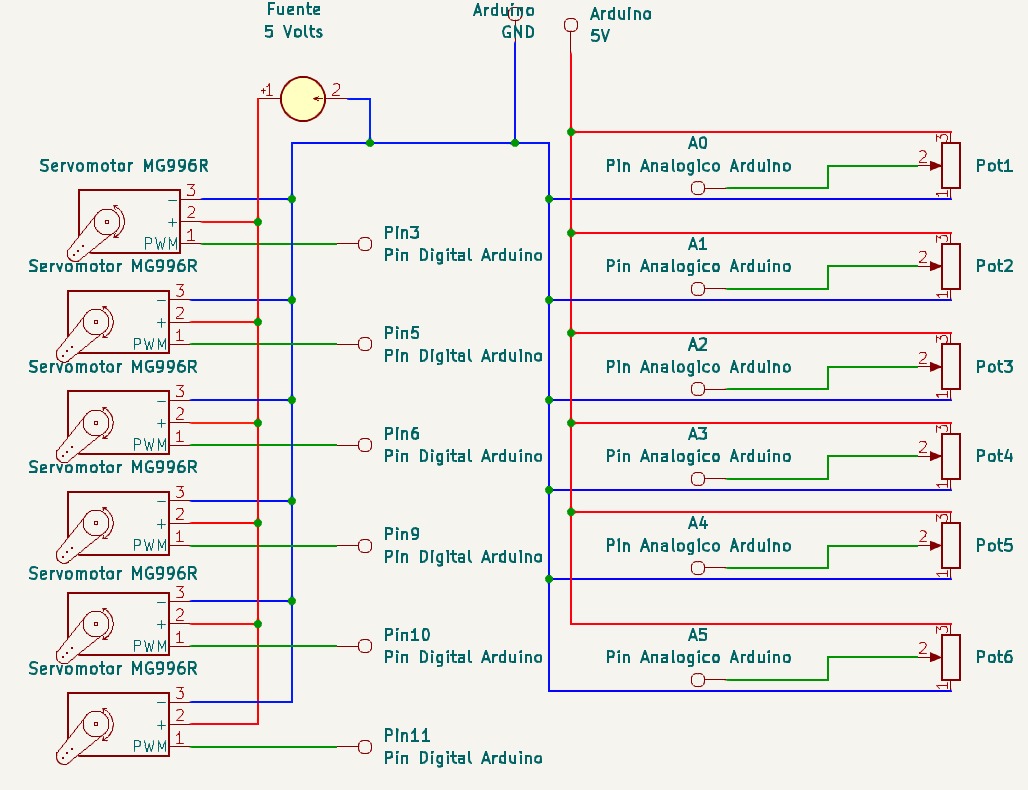 Fuente
5 Volts
Arduino
GND
Arduino
5V
+1
2
Servomotor MG996R
3
−
2
+
1
PWM
Pin3
Pin Digital Arduino
Servomotor MG996R
3
−
2
+
1
PWM
Pin5
Pin Digital Arduino
Servomotor MG996R
3
−
2
+
1
PWM
Pin6
Pin Digital Arduino
Servomotor MG996R
3
−
2
+
1
PWM
Pin9
Pin Digital Arduino
Servomotor MG996R
3
−
2
+
1
PWM
Pin10
Pin Digital Arduino
Servomotor MG996R
3
−
2
+
1
PWM
Pin11
Pin Digital Arduino
A0
Pin Analogico Arduino
3
2
1
Pot1
A1
Pin Analogico Arduino
3
2
1
Pot2
A2
Pin Analogico Arduino
3
2
1
Pot3
A3
Pin Analogico Arduino
3
2
1
Pot4
A4
Pin Analogico Arduino
3
2
1
Pot5
A5
Pin Analogico Arduino
3
2
1
Pot6